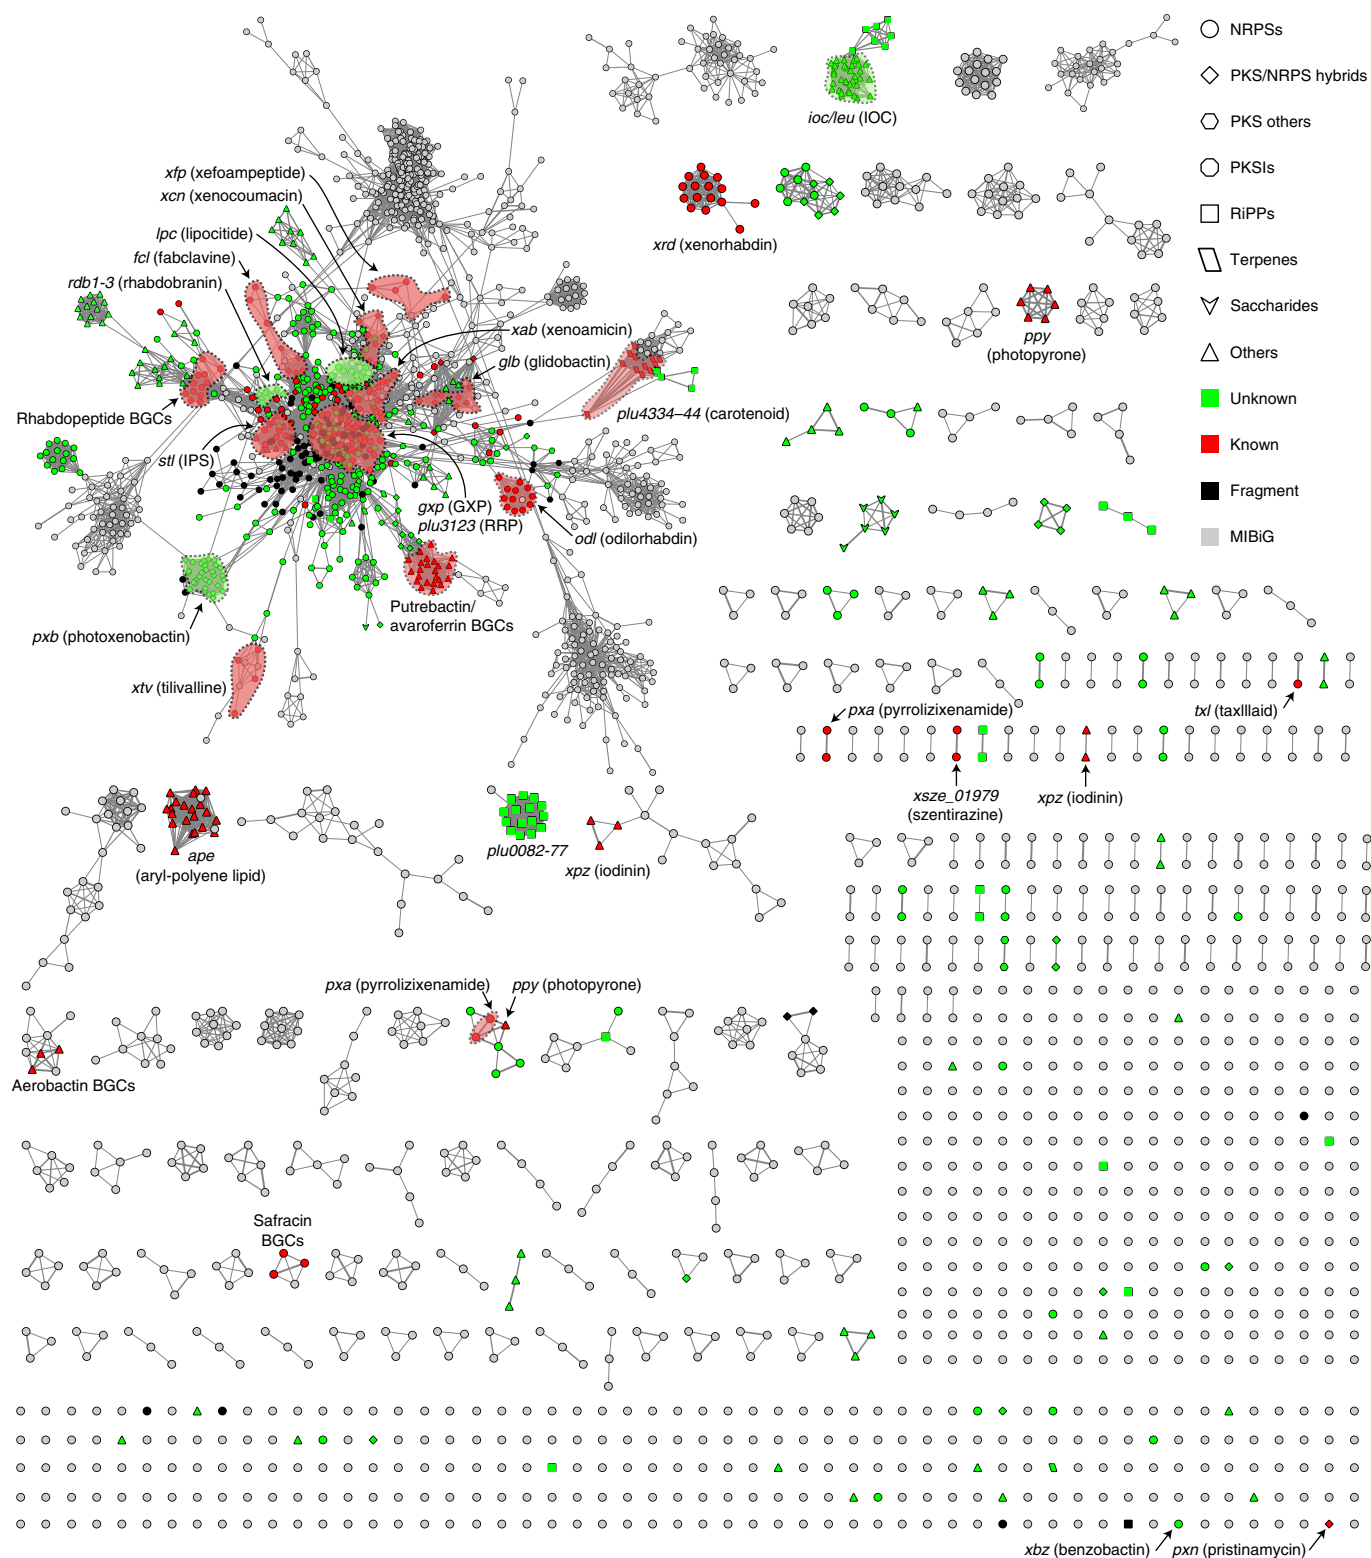 NRPSs
PKS/NRPS hybrids
PKS others
PKSIs
RiPPs
Terpenes
Saccharides
Others
Unknown
Known
Fragment
MIBiG
ioc/leu (IOC)
xfp (xefoampeptide)
xcn (xenocoumacin)
lpc (lipocitide)
fcl (fabclavine)
rdb1-3 (rhabdobranin)
xrd (xenorhabdin)
xab (xenoamicin)
glb (glidobactin)
ppy
(photopyrone)
plu4334–44 (carotenoid)
Rhabdopeptide BGCs
stl (IPS)
gxp (GXP)
plu3123 (RRP)
odl (odilorhabdin)
Putrebactin/
avaroferrin BGCs
pxb (photoxenobactin)
xtv (tilivalline)
pxa (pyrrolizixenamide)
txl (taxlllaid)
xsze_01979
(szentirazine)
xpz (iodinin)
ape
(aryl-polyene lipid)
plu0082-77
xpz (iodinin)
pxa (pyrrolizixenamide)
ppy (photopyrone)
Aerobactin BGCs
Safracin
BGCs
xbz (benzobactin)
pxn (pristinamycin)